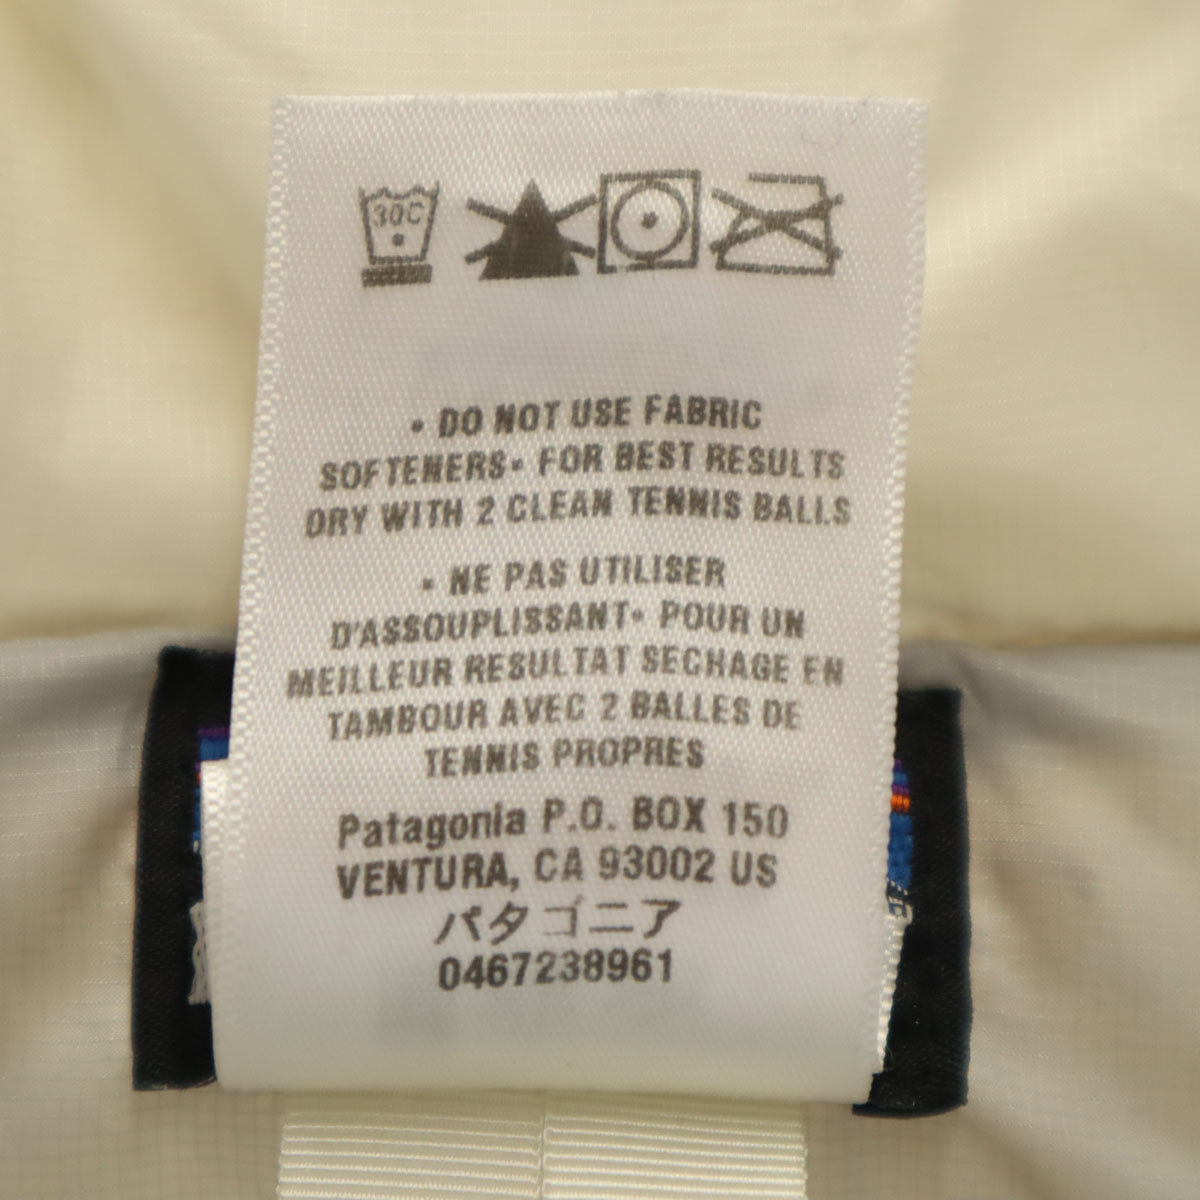 30C
• DO NOT USE FABRIC
SOFTENERS• FOR BEST RESULTS
DRY WITH 2 CLEAN TENNIS BALLS
• NE PAS UTILISER
D'ASSOUPLISSANT• POUR UN
MEILLEUR RESULTAT SECHAGE EN
TAMBOUR AVEC 2 BALLES DE
TENNIS PROPRES
Patagonia P.O. BOX 150
VENTURA, CA 93002 US
パタゴニア
0467238961